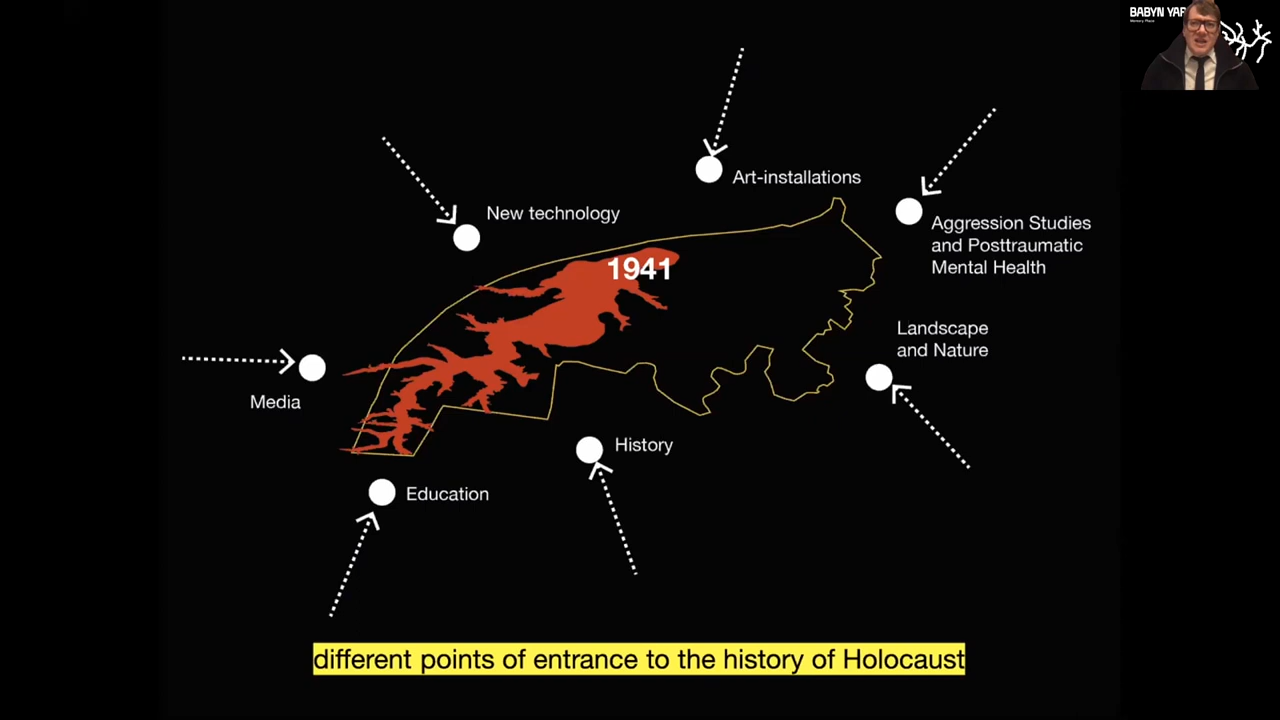 BABYN YAR
Art-installations
New technology
Aggression Studies
and Posttraumatic
Mental Health
1941
Landscape
and Nature
Media
History
Education
different points of entrance to the history of Holocaust